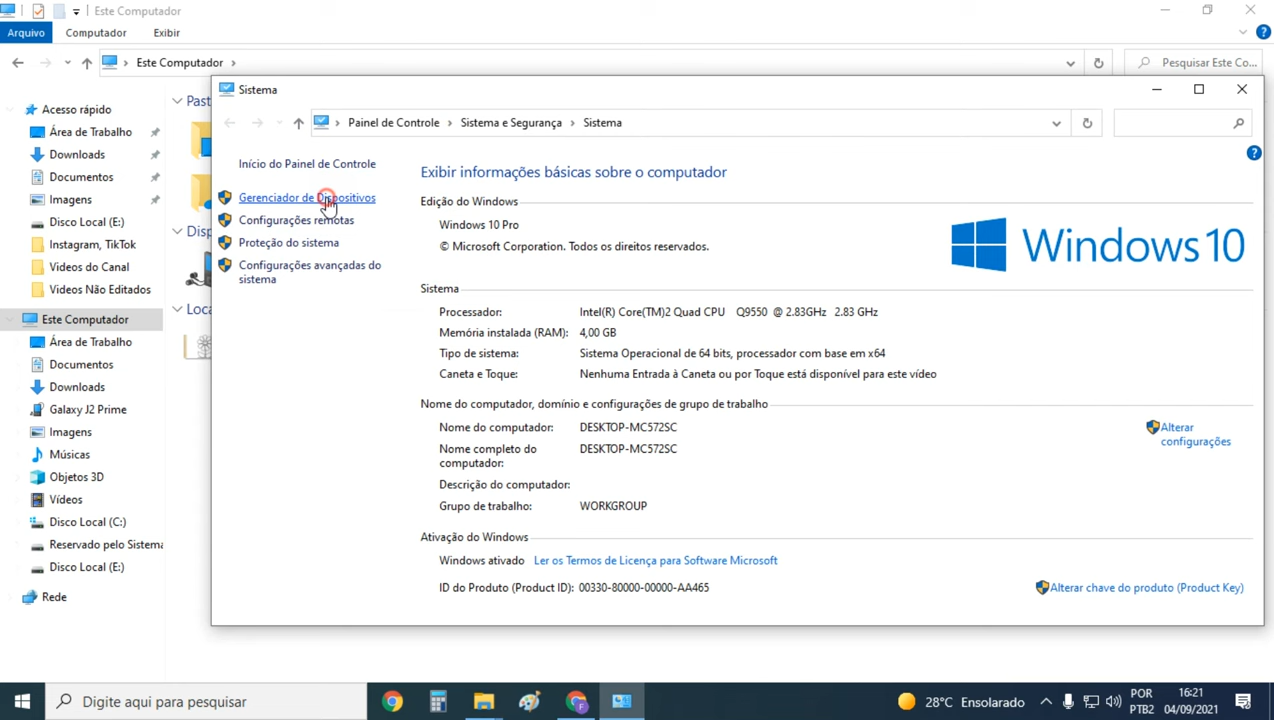 Este Computador
Arquivo
Computador
Exibir
Este Computador
Pesquisar Este Co...
Acesso rápido
Área de Trabalho
Downloads
Documentos
Imagens
Disco Local (E:)
Instagram, TikTok
Videos do Canal
Videos Não Editados
Este Computador
Área de Trabalho
Documentos
Downloads
Galaxy J2 Prime
Imagens
Músicas
Objetos 3D
Vídeos
Disco Local (C:)
Reservado pelo Sistema
Disco Local (E:)
Rede
Past
Disp
Loca
Sistema
Painel de Controle > Sistema e Segurança > Sistema
Início do Painel de Controle
Gerenciador de Dispositivos
Configurações remotas
Proteção do sistema
Configurações avançadas do
sistema
Exibir informações básicas sobre o computador
Edição do Windows
Windows 10 Pro
© Microsoft Corporation. Todos os direitos reservados.
Windows 10
Sistema
Processador: Intel(R) Core(TM)2 Quad CPU Q9550 @ 2.83GHz 2.83 GHz
Memória instalada (RAM): 4,00 GB
Tipo de sistema: Sistema Operacional de 64 bits, processador com base em x64
Caneta e Toque: Nenhuma Entrada à Caneta ou por Toque está disponível para este vídeo
Nome do computador, domínio e configurações de grupo de trabalho
Nome do computador: DESKTOP-MC572SC
Alterar
configurações
Nome completo do
computador:
DESKTOP-MC572SC
Descrição do computador:
Grupo de trabalho: WORKGROUP
Ativação do Windows
Windows ativado Ler os Termos de Licença para Software Microsoft
ID do Produto (Product ID): 00330-80000-00000-AA465
Alterar chave do produto (Product Key)
Digite aqui para pesquisar
28°C Ensolarado
POR
PTB2
16:21
04/09/2021